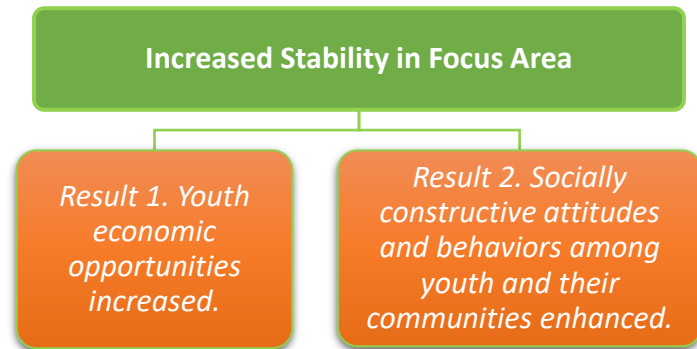 Increased Stability in Focus Area
Result 1. Youth
economic
opportunities
increased.
Result 2. Socially
constructive attitudes
and behaviors among
youth and their
communities enhanced.